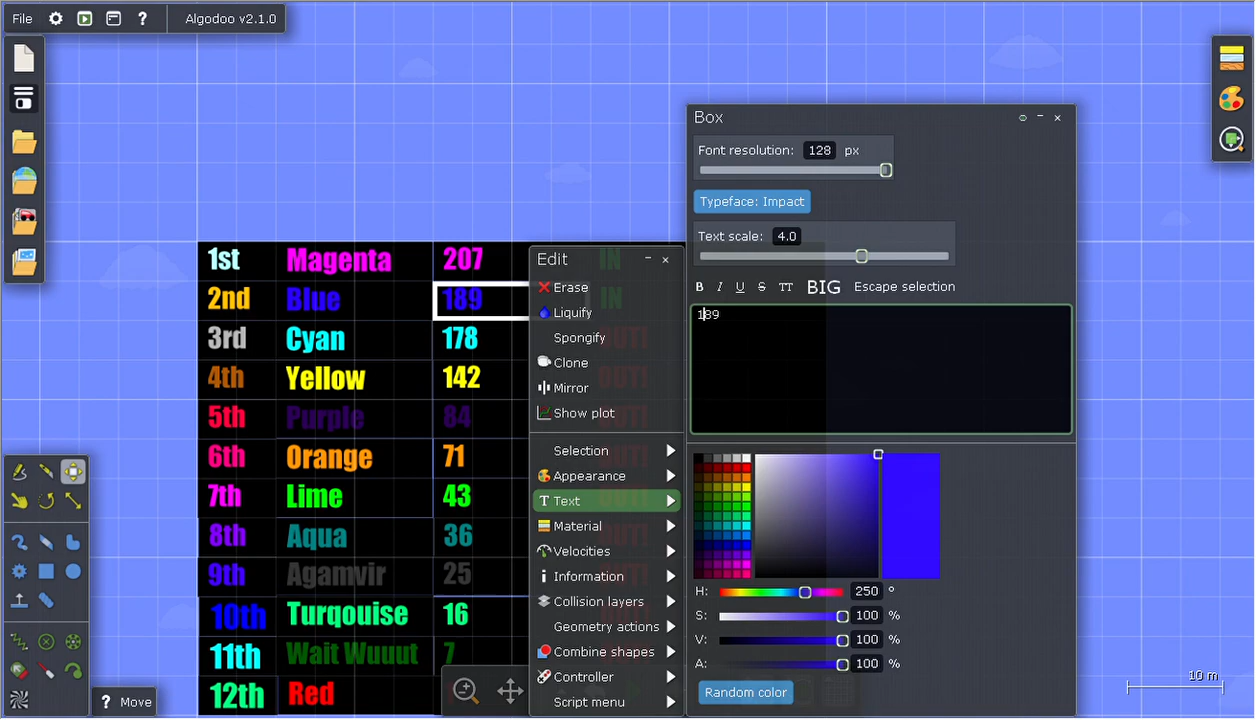 File ? Algodoo v2.1.0
Box
Font resolution: 128 px
Typeface: Impact
Text scale: 4.0
B I U S TT BIG Escape selection
189
1st Magenta 207 IN
2nd Blue 189 IN
3rd Cyan 178 OUT!
4th Yellow 142 OUT!
5th Purple 84 OUT!
6th Orange 71
7th Lime 43
8th Aqua 36
9th Agamvir 25
10th Turqouise 16
11th Wait Wuuut 7
12th Red
Edit
Erase
Liquify
Spongify
Clone
Mirror
Show plot
Selection
Appearance
T Text
Material
Velocities
Information
Collision layers
Geometry actions
Combine shapes
Controller
Script menu
H: 250 °
S: 100 %
V: 100 %
A: 100 %
Random color
? Move
10 m